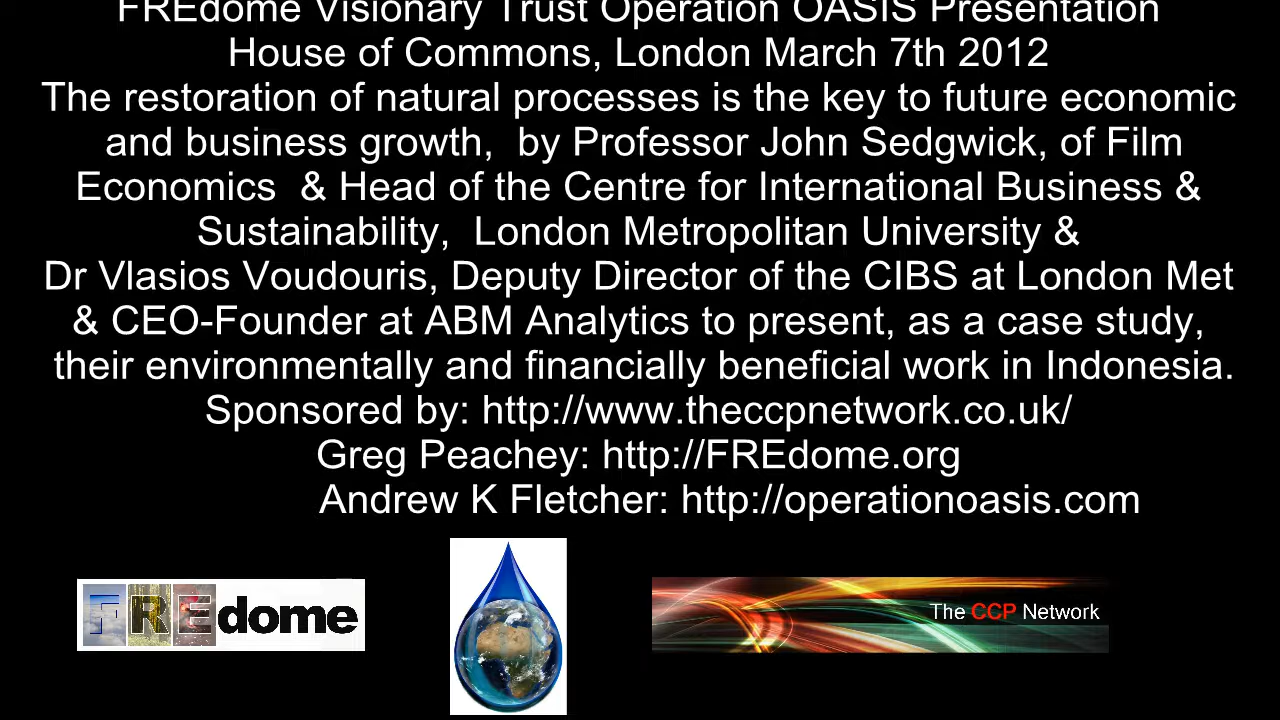 FREdome Visionary Trust Operation OASIS Presentation
House of Commons, London March 7th 2012
The restoration of natural processes is the key to future economic
and business growth,  by Professor John Sedgwick, of Film
Economics  & Head of the Centre for International Business &
Sustainability,  London Metropolitan University &
Dr Vlasios Voudouris, Deputy Director of the CIBS at London Met
& CEO-Founder at ABM Analytics to present, as a case study,
their environmentally and financially beneficial work in Indonesia.
Sponsored by: http://www.theccpnetwork.co.uk/
Greg Peachey: http://FREdome.org
Andrew K Fletcher: http://operationoasis.com
FREdome
The CCP Network